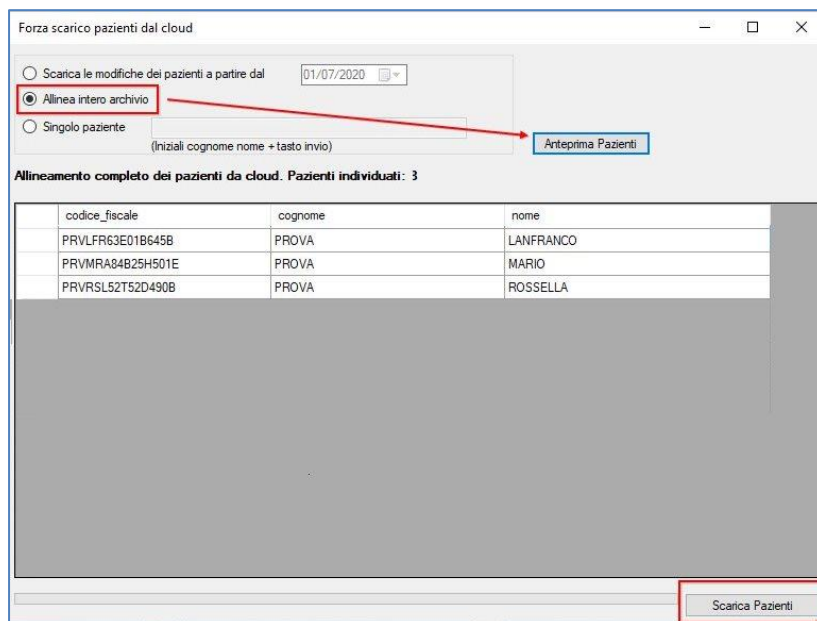 Forza scarico pazienti dal cloud
Scarica le modifiche dei pazienti a partire dal 01/07/2020
Allinea intero archivio
Singolo paziente
(Iniziali cognome nome + tasto invio)
Anteprima Pazienti
Allineamento completo dei pazienti da cloud. Pazienti individuati: 3
codice_fiscale cognome nome
PRVLFR63E01B645B PROVA LANFRANCO
PRVMRA84B25H501E PROVA MARIO
PRVRSL52T52D490B PROVA ROSSELLA
Scarica Pazienti